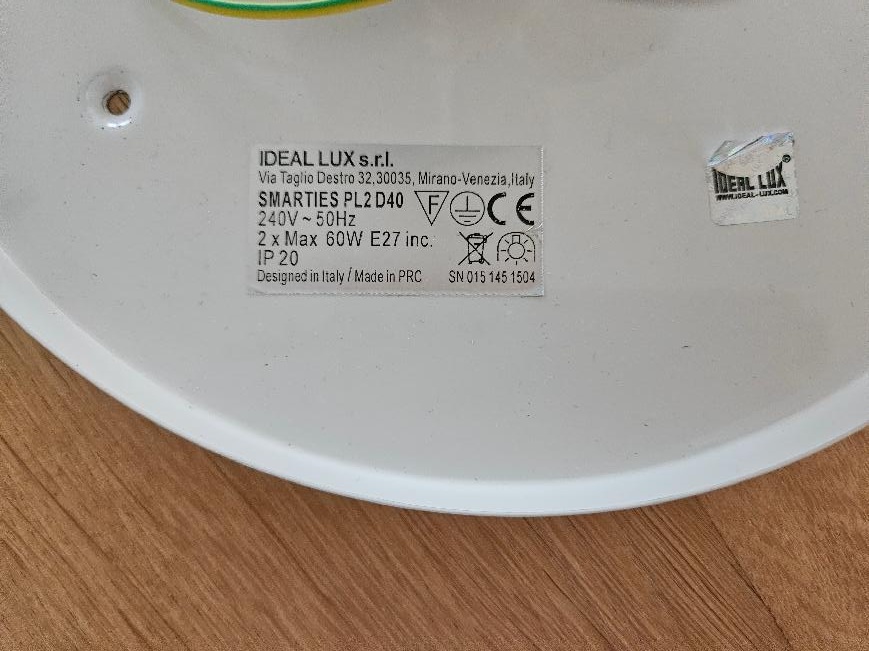 IDEAL LUX s.r.l.
Via Taglio Destro 32,30035, Mirano-Venezia,Italy
SMARTIES PL2 D40 F CE
240V ~ 50Hz
2 x Max 60W E27 inc.
IP 20
Designed in Italy / Made in PRC SN 015 145 1504
IDEAL LUX®
WWW.IDEAL-LUX.COM